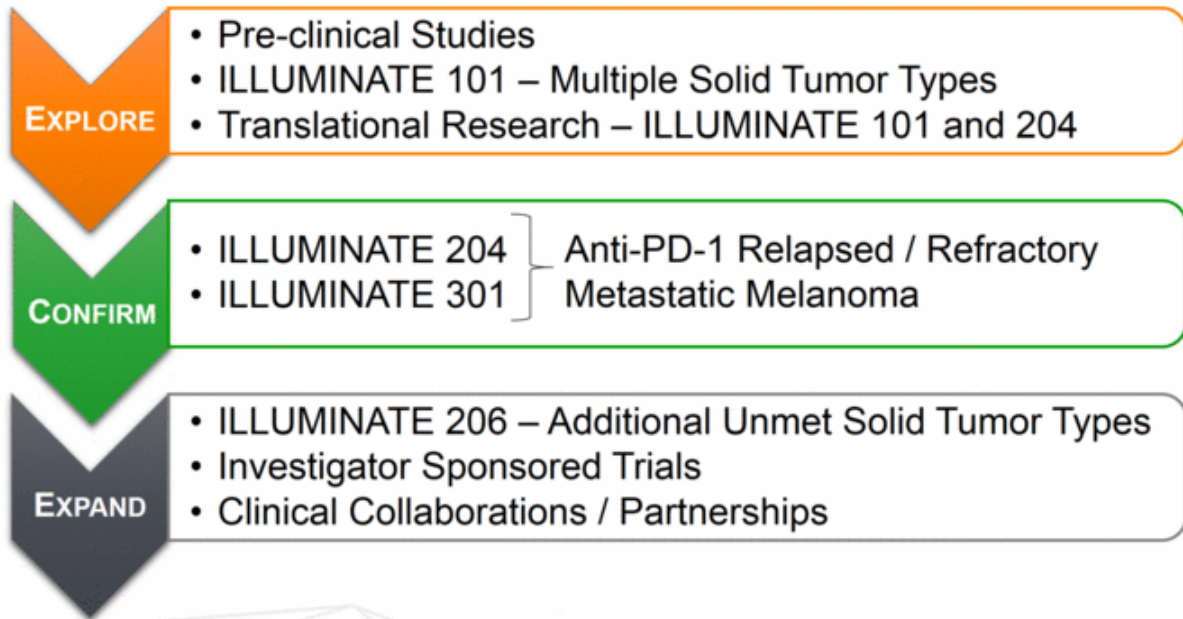 EXPLORE
• Pre-clinical Studies
• ILLUMINATE 101 – Multiple Solid Tumor Types
• Translational Research – ILLUMINATE 101 and 204
CONFIRM
• ILLUMINATE 204
• ILLUMINATE 301
Anti-PD-1 Relapsed / Refractory
Metastatic Melanoma
EXPAND
• ILLUMINATE 206 – Additional Unmet Solid Tumor Types
• Investigator Sponsored Trials
• Clinical Collaborations / Partnerships